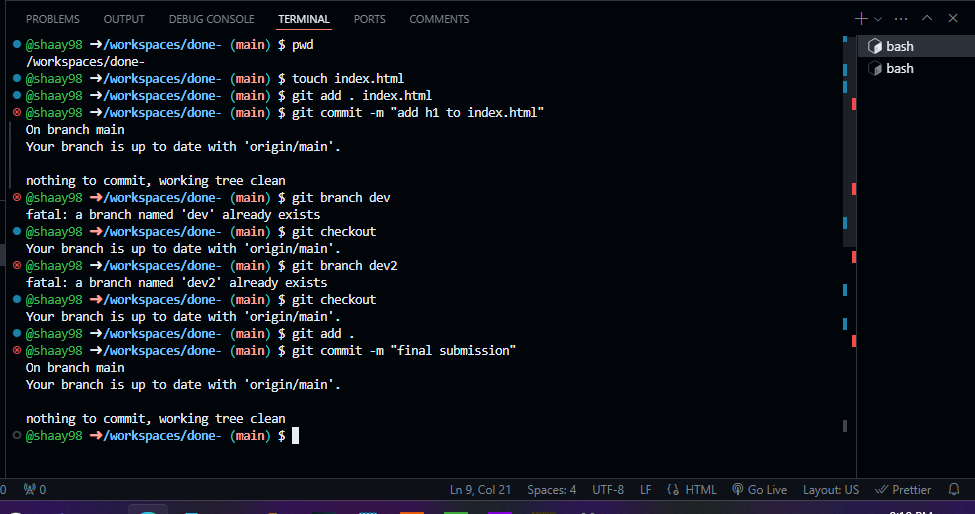 PROBLEMS OUTPUT DEBUG CONSOLE TERMINAL PORTS COMMENTS
@shaay98 ➜/workspaces/done- (main) $ pwd
/workspaces/done-
@shaay98 ➜/workspaces/done- (main) $ touch index.html
@shaay98 ➜/workspaces/done- (main) $ git add . index.html
@shaay98 ➜/workspaces/done- (main) $ git commit -m "add h1 to index.html"
On branch main
Your branch is up to date with 'origin/main'.
nothing to commit, working tree clean
@shaay98 ➜/workspaces/done- (main) $ git branch dev
fatal: a branch named 'dev' already exists
@shaay98 ➜/workspaces/done- (main) $ git checkout
Your branch is up to date with 'origin/main'.
@shaay98 ➜/workspaces/done- (main) $ git branch dev2
fatal: a branch named 'dev2' already exists
@shaay98 ➜/workspaces/done- (main) $ git checkout
Your branch is up to date with 'origin/main'.
@shaay98 ➜/workspaces/done- (main) $ git add .
@shaay98 ➜/workspaces/done- (main) $ git commit -m "final submission"
On branch main
Your branch is up to date with 'origin/main'.
nothing to commit, working tree clean
@shaay98 ➜/workspaces/done- (main) $
bash
bash
0 0 Ln 9, Col 21 Spaces: 4 UTF-8 LF HTML Go Live Layout: US Prettier